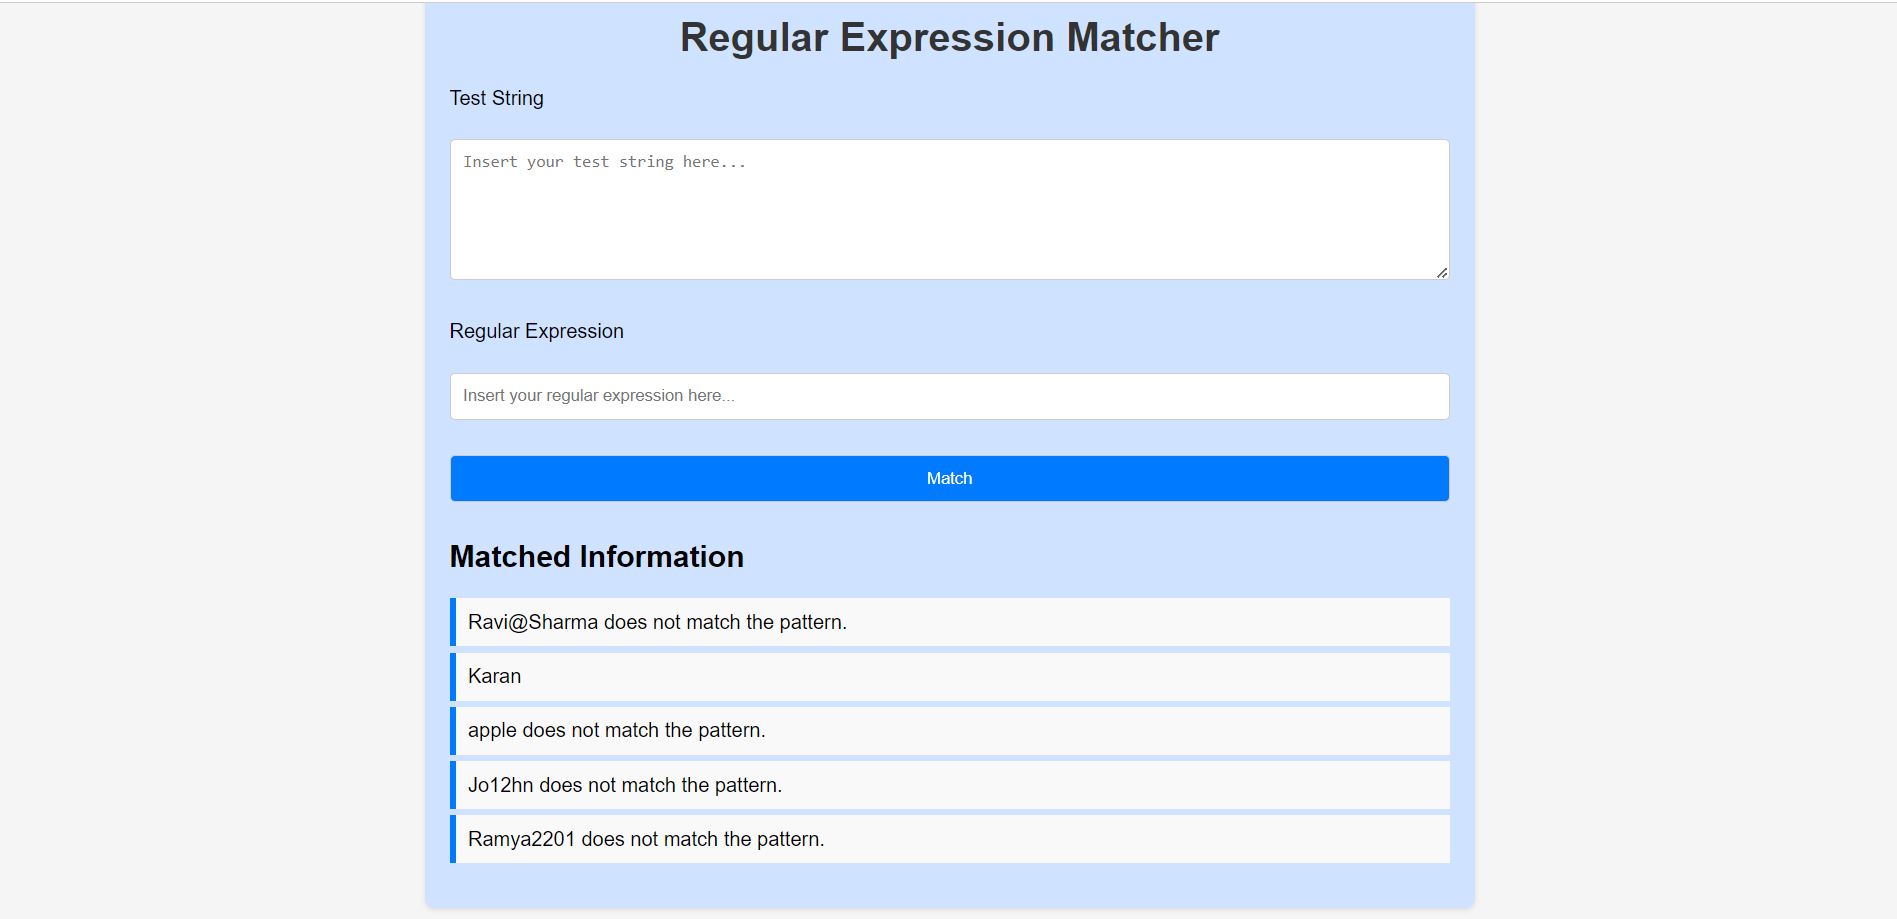 Regular Expression Matcher
Test String
Insert your test string here...
Regular Expression
Insert your regular expression here...
Match
Matched Information
Ravi@Sharma does not match the pattern.
Karan
apple does not match the pattern.
Jo12hn does not match the pattern.
Ramya2201 does not match the pattern.